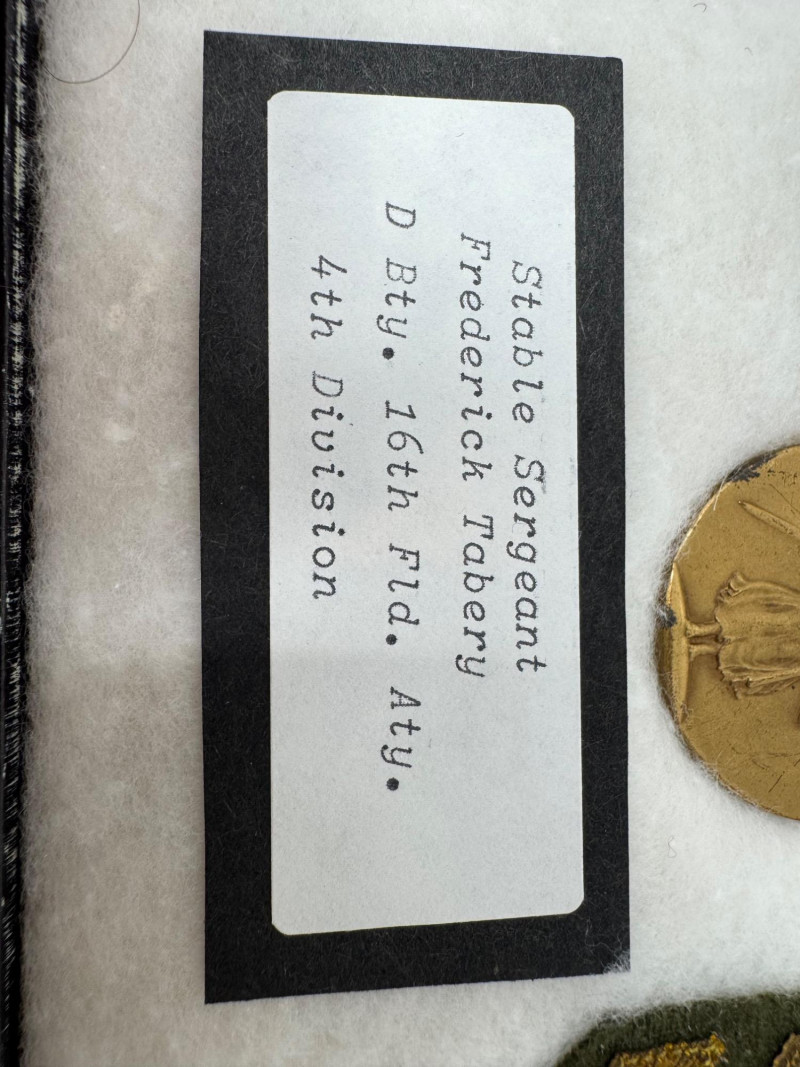 Stable Sergeant
Frederick Tabery
D Bty. 16th Fld. Aty.
4th Division